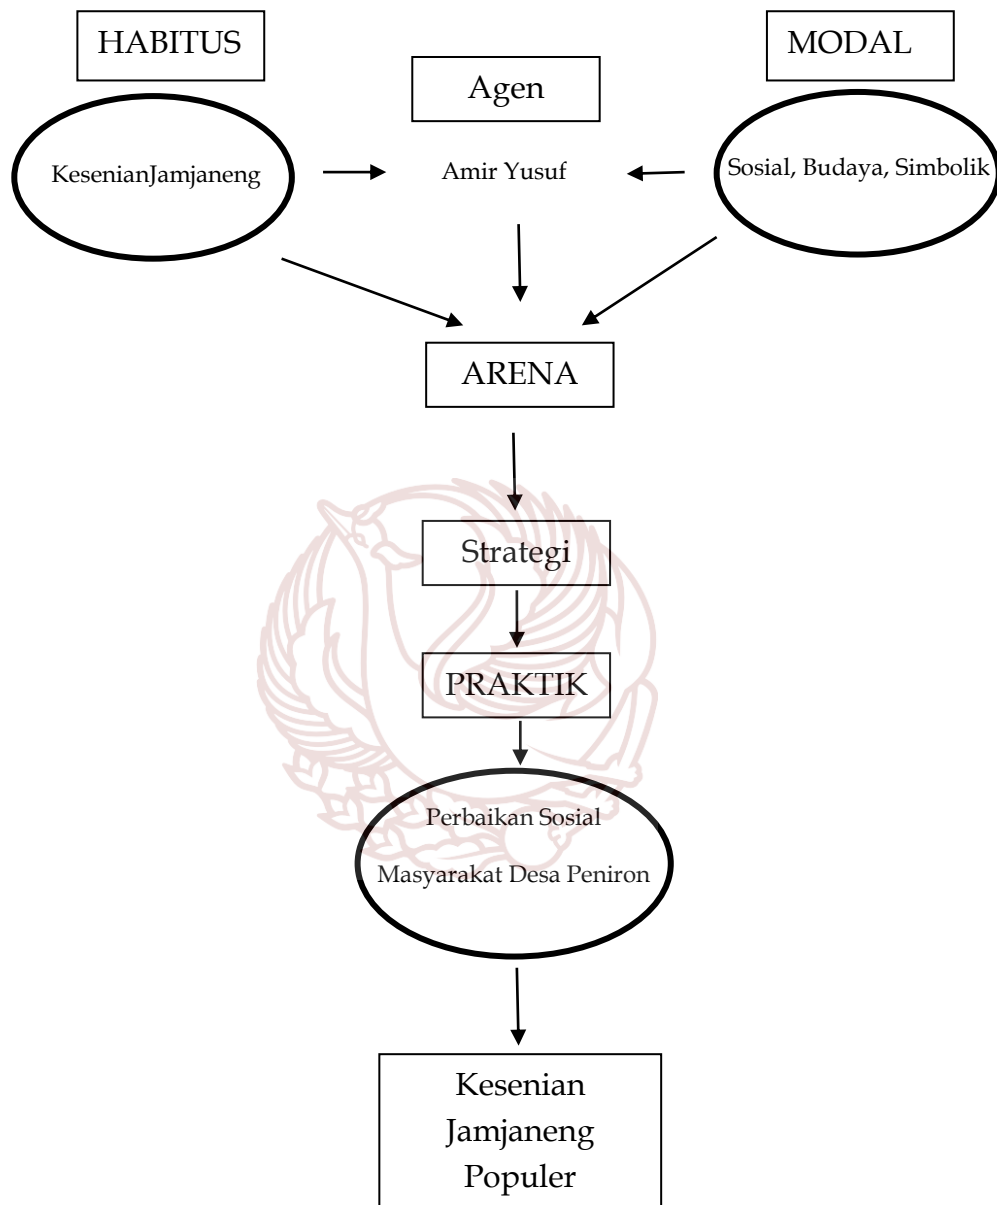 HABITUS
MODAL
Agen
KesenianJamjaneng
Amir Yusuf
Sosial, Budaya, Simbolik
ARENA
Strategi
PRAKTIK
Perbaikan Sosial
Masyarakat Desa Peniron
Kesenian
Jamjaneng
Populer